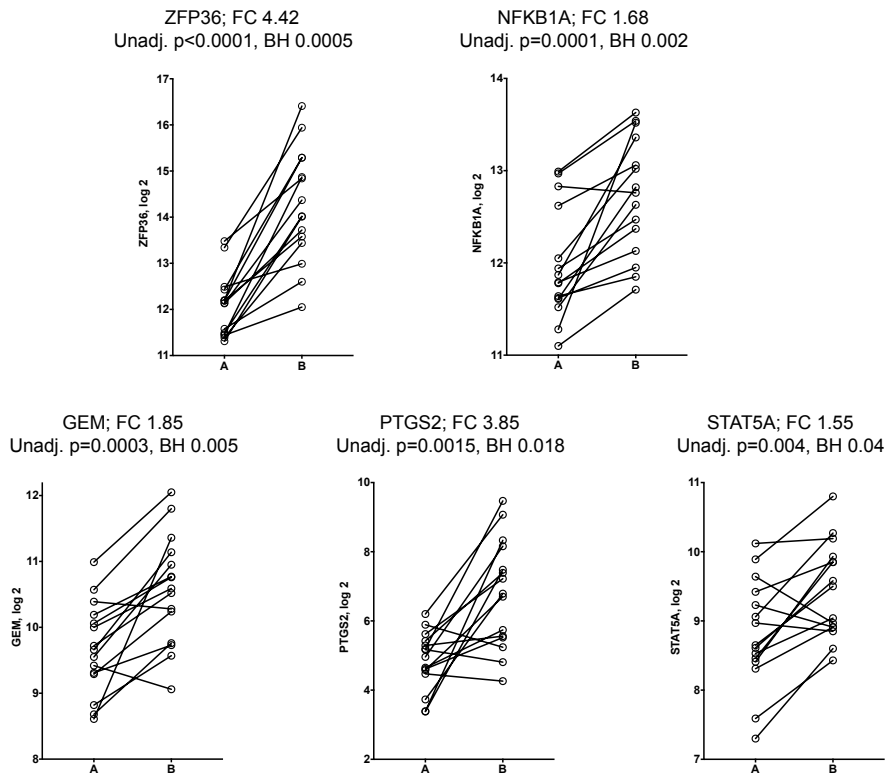 ZFP36; FC 4.42
Unadj. p<0.0001, BH 0.0005
17
16
15
14
13
12
11
ZFP36, log 2
A
B
NFKB1A; FC 1.68
Unadj. p=0.0001, BH 0.002
14
13
12
11
NFKB1A, log 2
A
B
GEM; FC 1.85
Unadj. p=0.0003, BH 0.005
12
11
10
9
8
GEM, log 2
A
B
PTGS2; FC 3.85
Unadj. p=0.0015, BH 0.018
10
8
6
4
2
PTGS2, log 2
A
B
STAT5A; FC 1.55
Unadj. p=0.004, BH 0.04
11
10
9
8
7
STAT5A, log 2
A
B